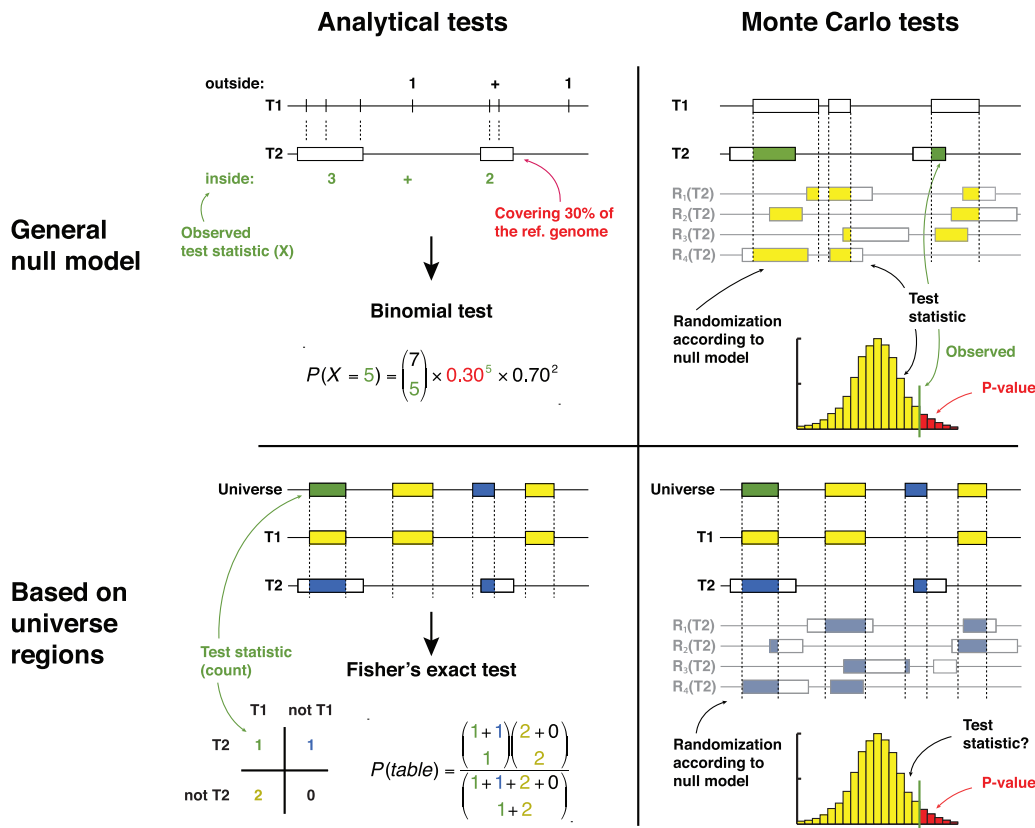 Analytical tests
Monte Carlo tests
General
null model
outside:
1
+
1
T1
T2
inside:
3
+
2
Observed
test statistic (X)
Covering 30% of
the ref. genome
Binomial test
P(X = 5) = (7 5) × 0.30^5 × 0.70^2
T1
T2
R1(T2)
R2(T2)
R3(T2)
R4(T2)
Randomization
according to
null model
Test
statistic
Observed
P-value
Based on
universe
regions
Universe
T1
T2
Test statistic
(count)
Fisher's exact test
T1 not T1
T2 1 1
not T2 2 0
P(table) = (1+1 1)(2+0 2) / (1+1+2+0 1+2)
Universe
T1
T2
R1(T2)
R2(T2)
R3(T2)
R4(T2)
Randomization
according to
null model
Test
statistic?
P-value